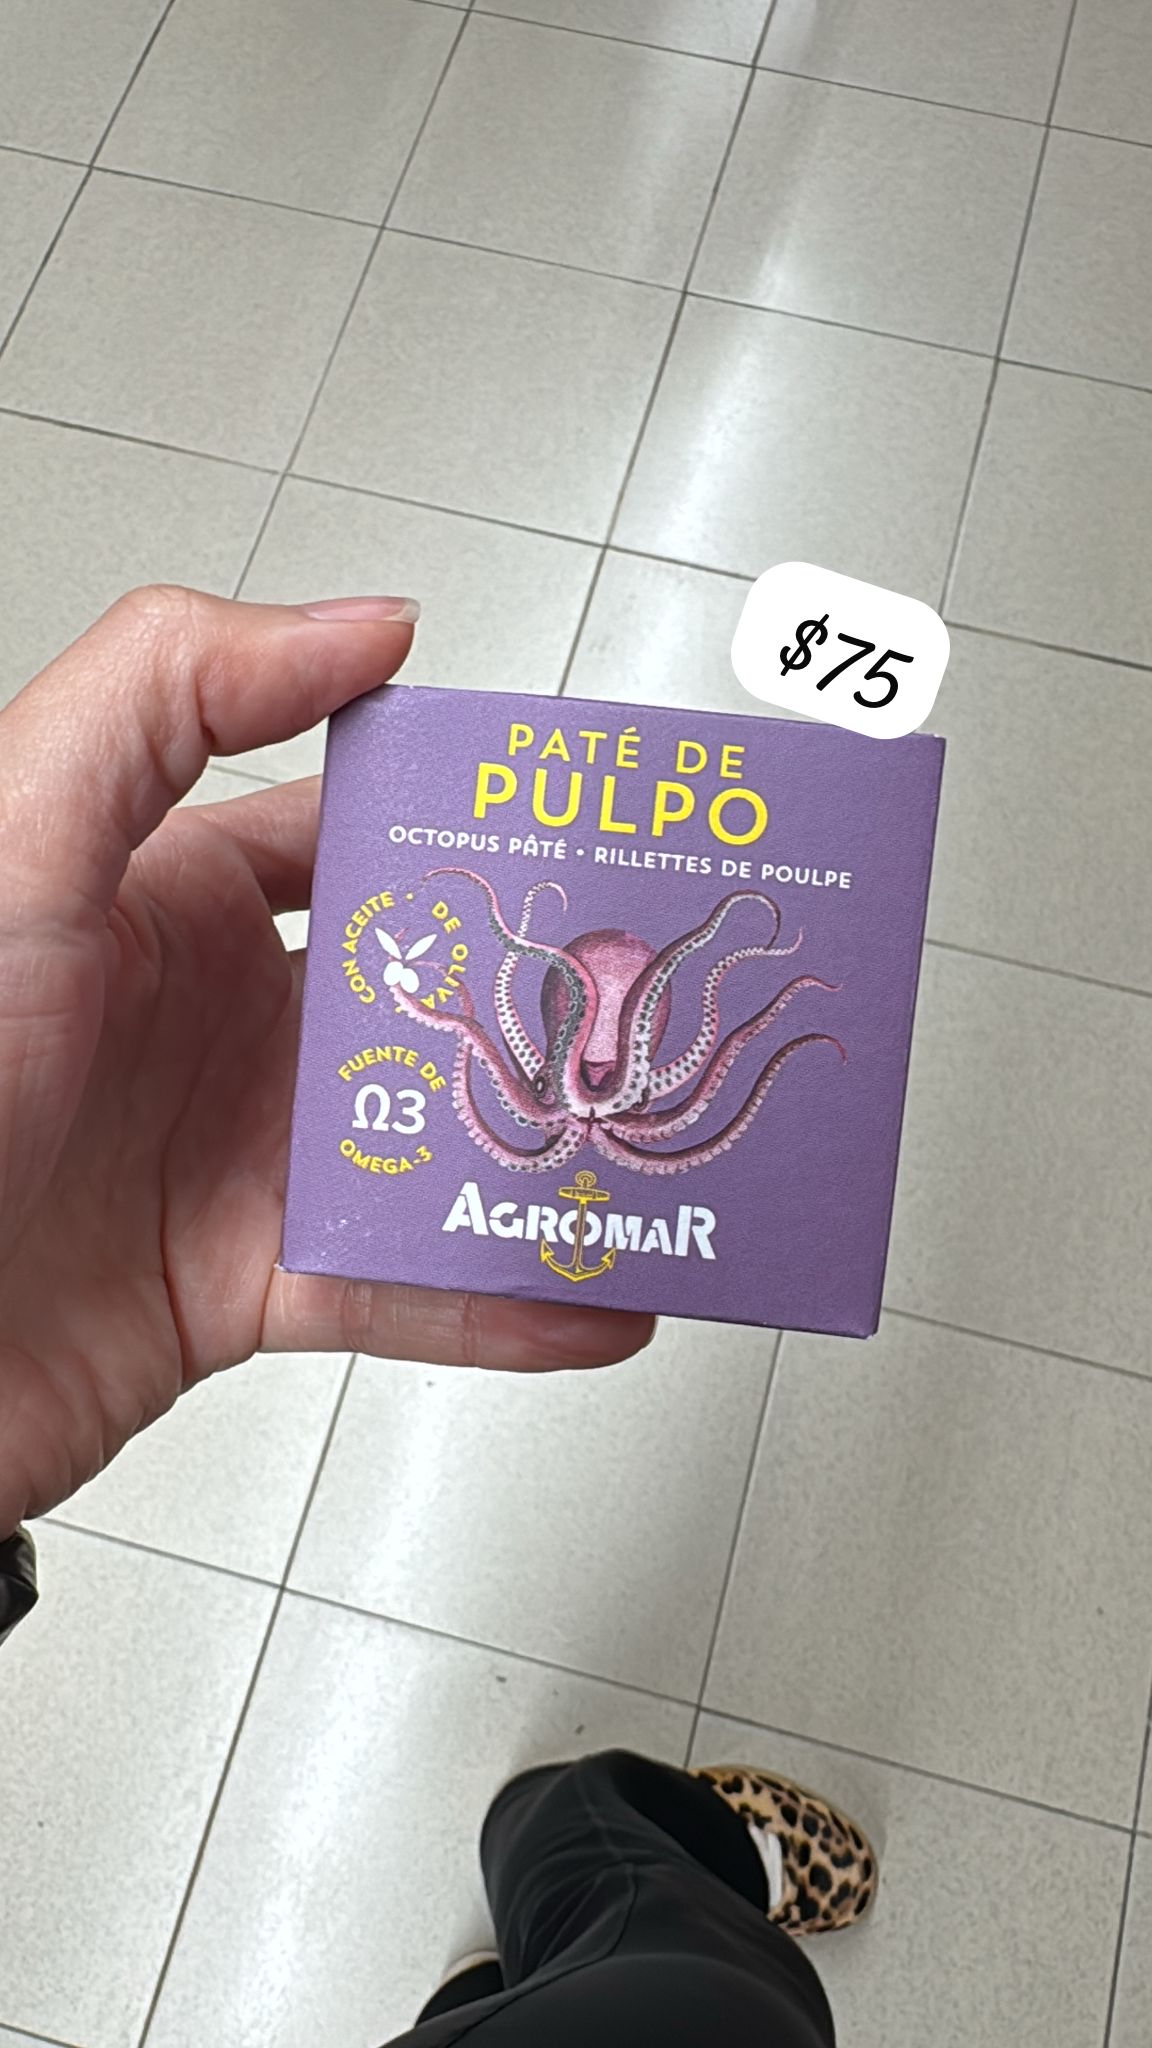 $75
PATÉ DE
PULPO
OCTOPUS PÂTÉ • RILLETTES DE POULPE
CON ACEITE • DE OLIVA •
FUENTE DE
Ω3
OMEGA-3
AGROMAR